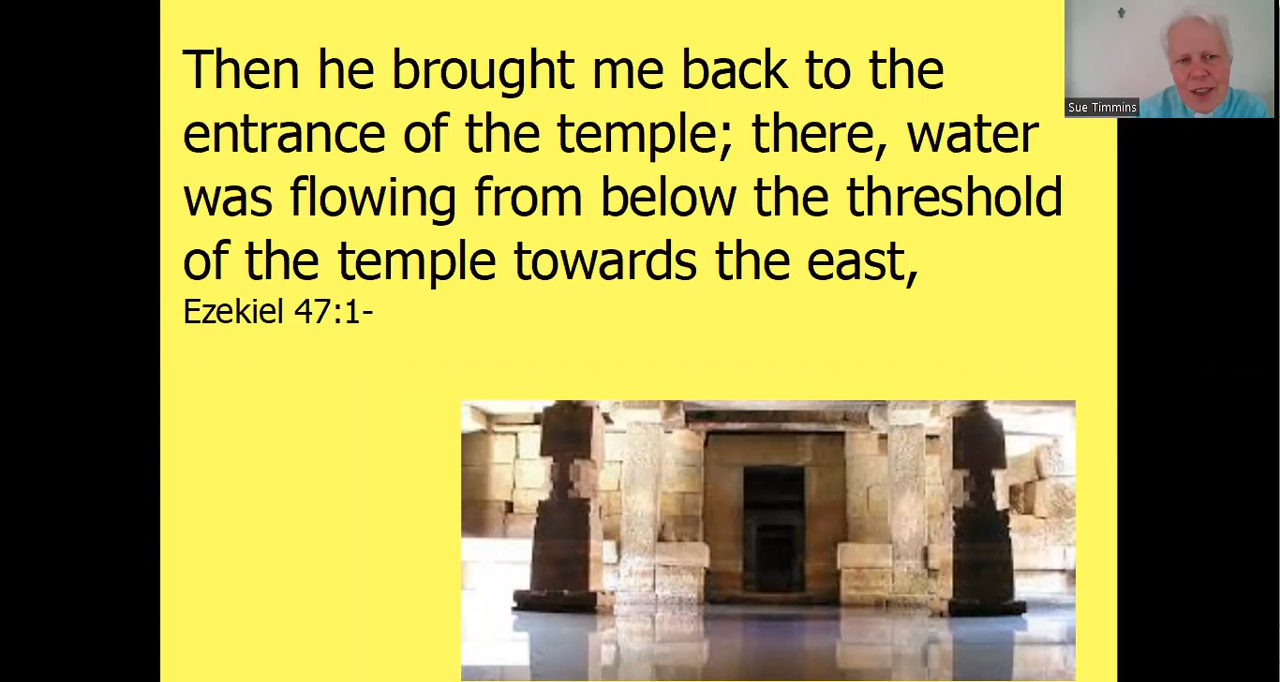 Then he brought me back to the
entrance of the temple; there, water
was flowing from below the threshold
of the temple towards the east,
Ezekiel 47:1-
Sue Timmins